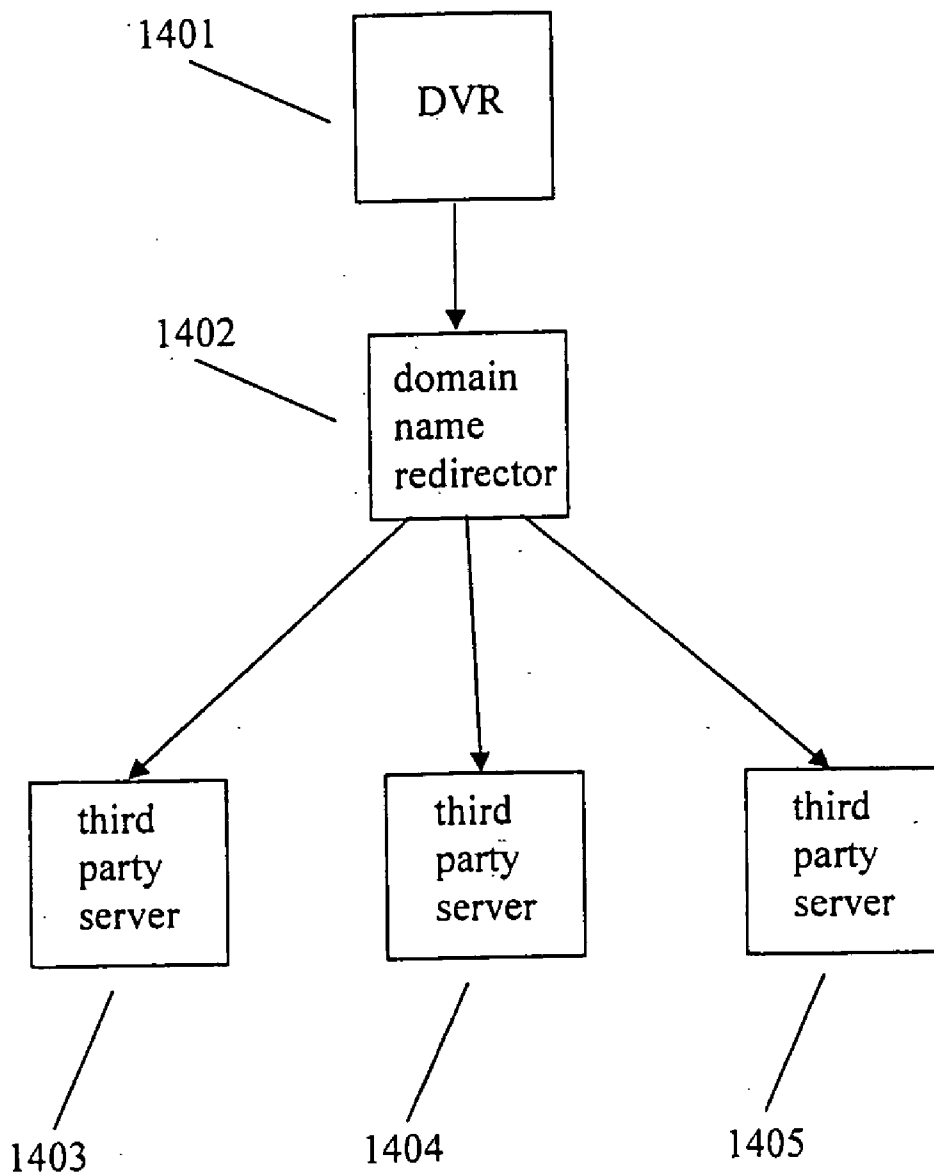 1401
DVR
1402
domain
name
redirector
third
party
server
third
party
server
third
party
server
1403
1404
1405